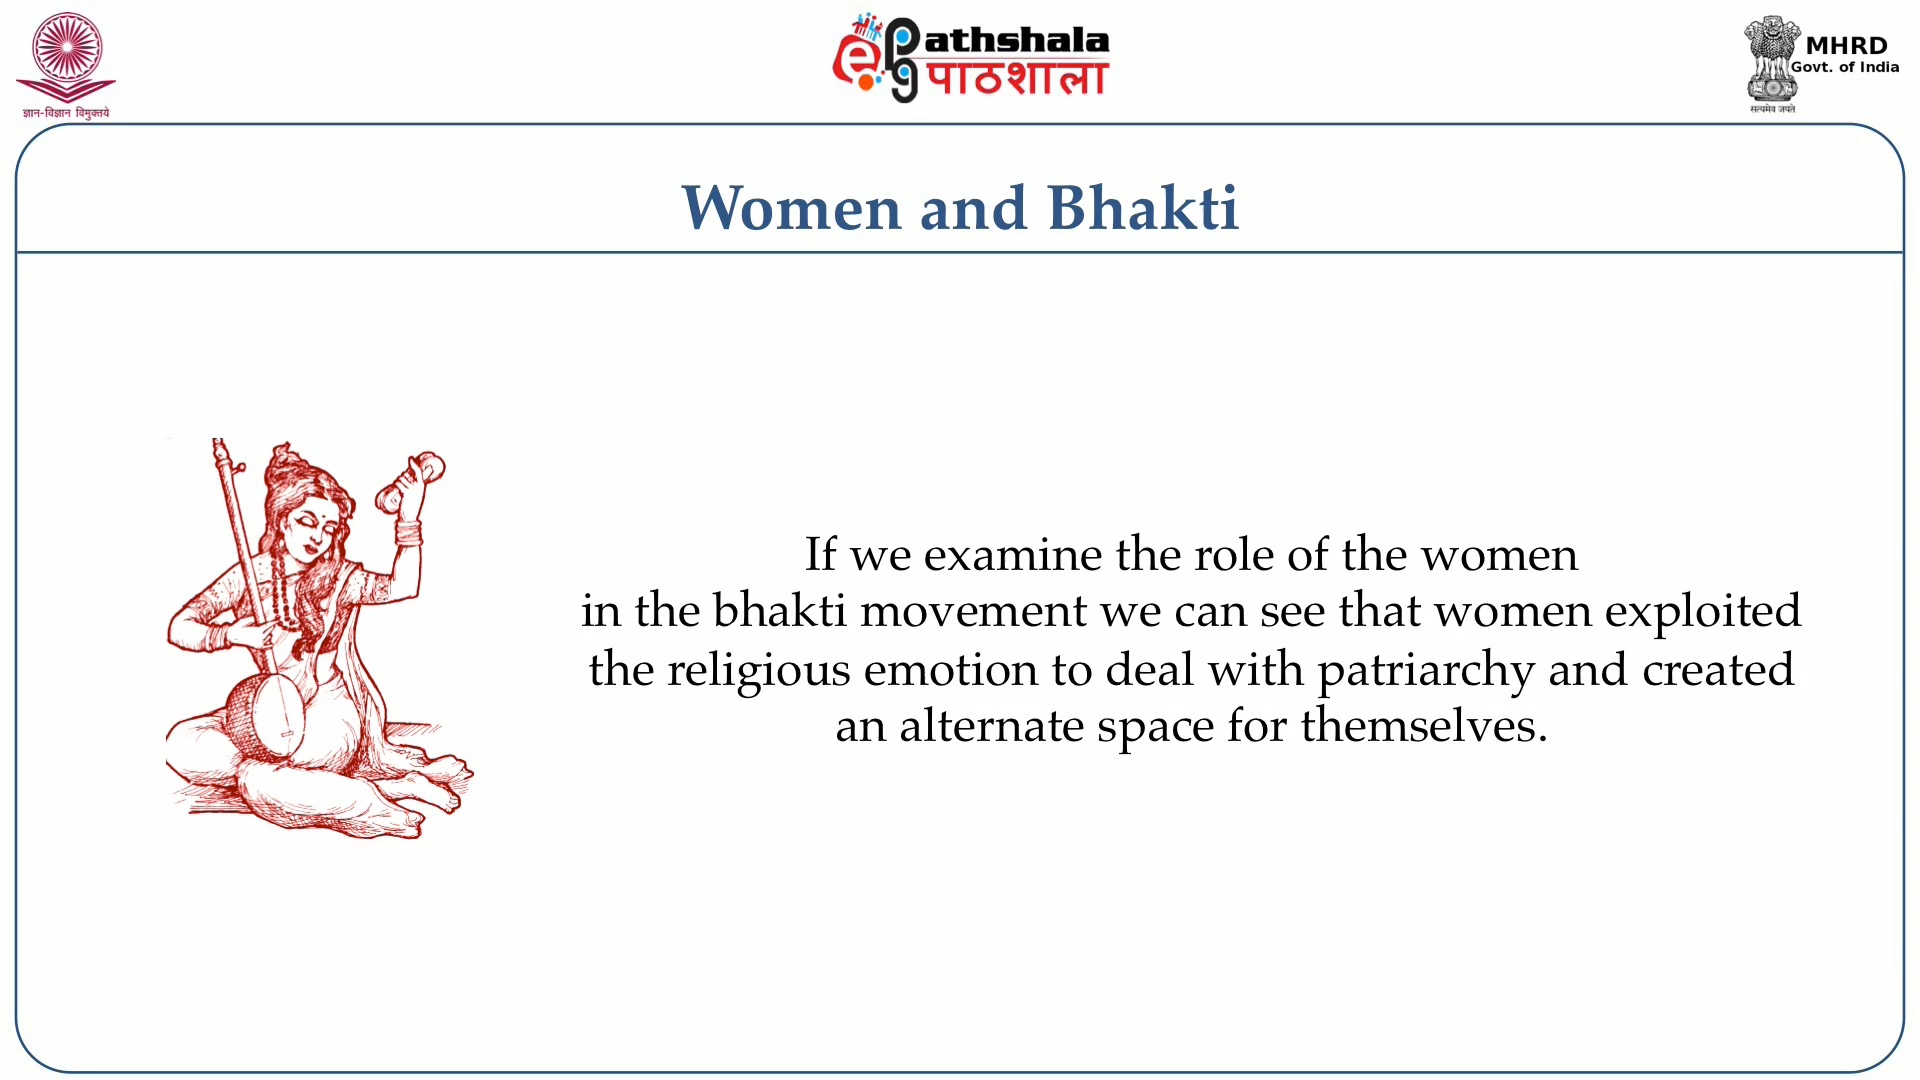 ज्ञान-विज्ञान विमुक्तये
ePG Pathshala
पाठशाला
MHRD
Govt. of India
सत्यमेव जयते
Women and Bhakti
If we examine the role of the women
in the bhakti movement we can see that women exploited
the religious emotion to deal with patriarchy and created
an alternate space for themselves.